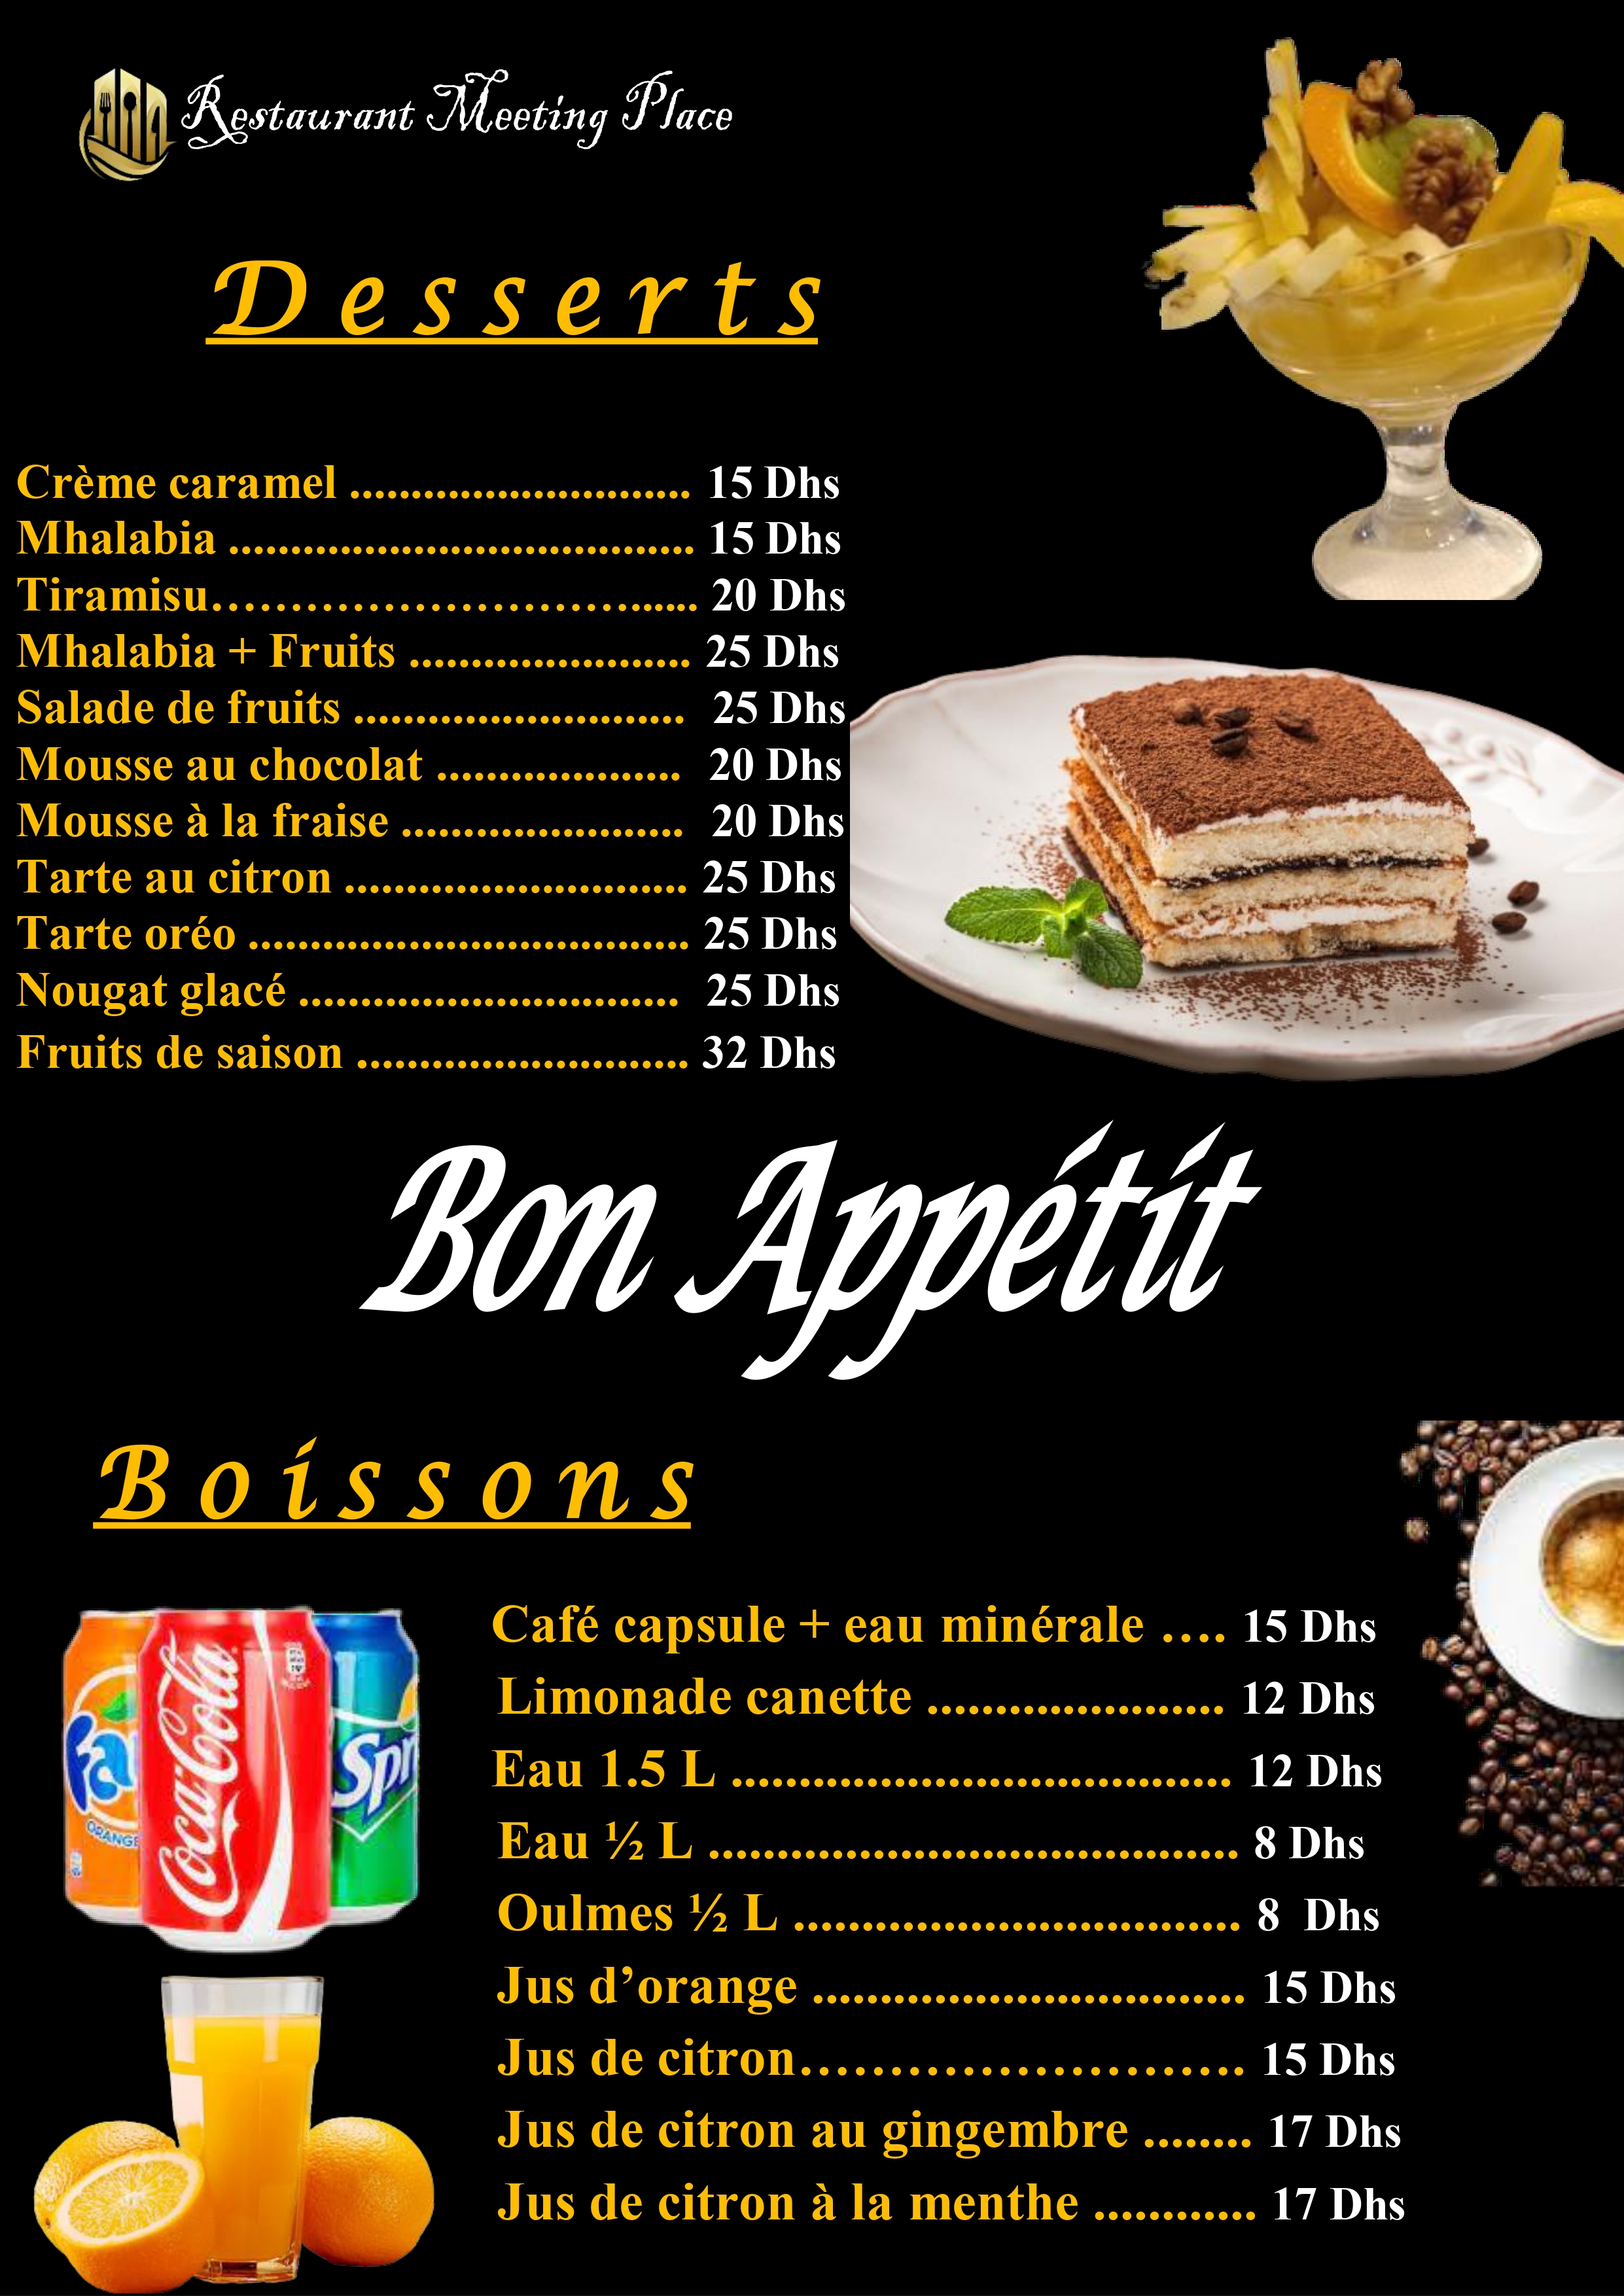 Restaurant Meeting Place
Desserts
Crème caramel ............................ 15 Dhs
Mhalabia ...................................... 15 Dhs
Tiramisu…………………………...... 20 Dhs
Mhalabia + Fruits ....................... 25 Dhs
Salade de fruits ........................... 25 Dhs
Mousse au chocolat .................... 20 Dhs
Mousse à la fraise ....................... 20 Dhs
Tarte au citron ............................ 25 Dhs
Tarte oréo .................................... 25 Dhs
Nougat glacé ............................... 25 Dhs
Fruits de saison ........................... 32 Dhs
Bon Appétit
Boissons
Café capsule + eau minérale …. 15 Dhs
Limonade canette ...................... 12 Dhs
Eau 1.5 L ..................................... 12 Dhs
Eau ½ L ....................................... 8 Dhs
Oulmes ½ L ................................. 8 Dhs
Jus d’orange ................................ 15 Dhs
Jus de citron……………………. 15 Dhs
Jus de citron au gingembre ........ 17 Dhs
Jus de citron à la menthe ............ 17 Dhs
Coca-Cola
ORANGE